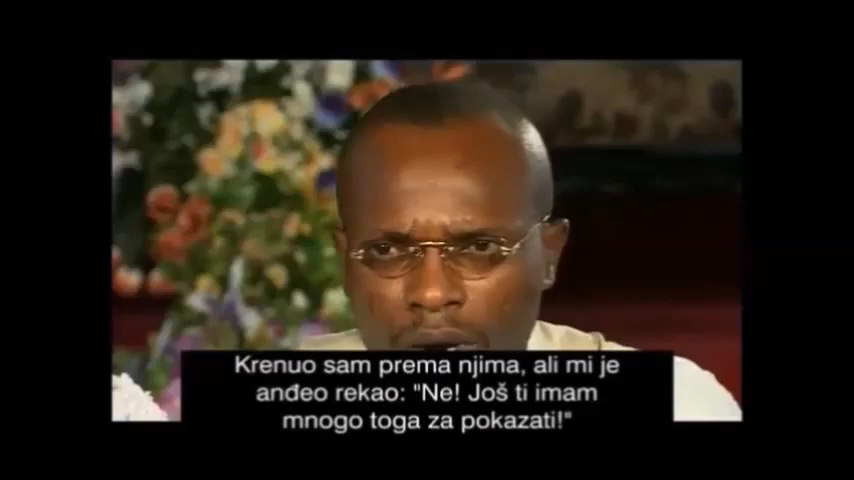 Krenuo sam prema njima, ali mi je
anđeo rekao: "Ne! Još ti imam
mnogo toga za pokazati!"